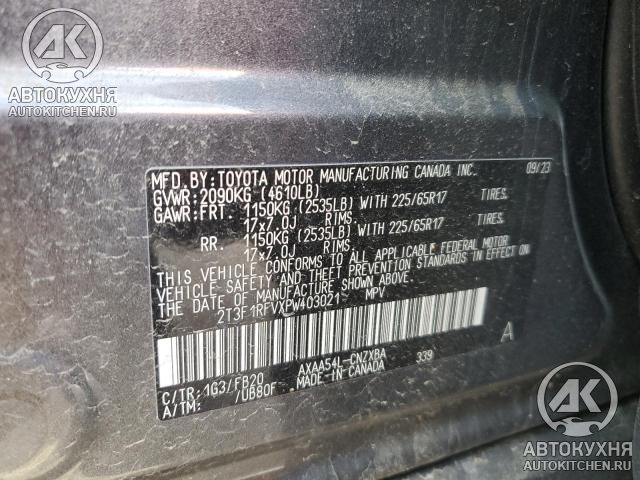 АК
АВТОКУХНЯ
AUTOKITCHEN.RU
MFD.BY:TOYOTA MOTOR MANUFACTURING CANADA INC. 09/23
GVWR:2090KG (4610LB)
GAWR:FRT. 1150KG (2535LB) WITH 225/65R17 TIRES,
17x7.0J RIMS,
RR. 1150KG (2535LB) WITH 225/65R17 TIRES,
17x7.0J RIMS,
THIS VEHICLE CONFORMS TO ALL APPLICABLE FEDERAL MOTOR
VEHICLE SAFETY AND THEFT PREVENTION STANDARDS IN EFFECT ON
THE DATE OF MANUFACTURE SHOWN ABOVE.
2T3F1RFVXPW403021 MPV
A
C/TR: 1G3/FB20 AXAA54L-CNZXBA 339
A/TM: /UB80F MADE IN CANADA
АК
АВТОКУХНЯ
AUTOKITCHEN.RU